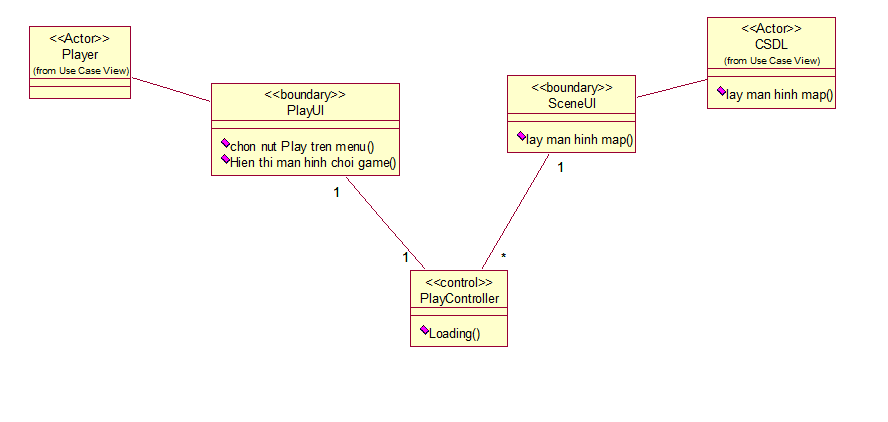 <<Actor>>
Player
(from Use Case View)
<<boundary>>
PlayUI
chon nut Play tren menu()
Hien thi man hinh choi game()
<<boundary>>
SceneUI
lay man hinh map()
<<Actor>>
CSDL
(from Use Case View)
lay man hinh map()
1
1
1
*
<<control>>
PlayController
Loading()